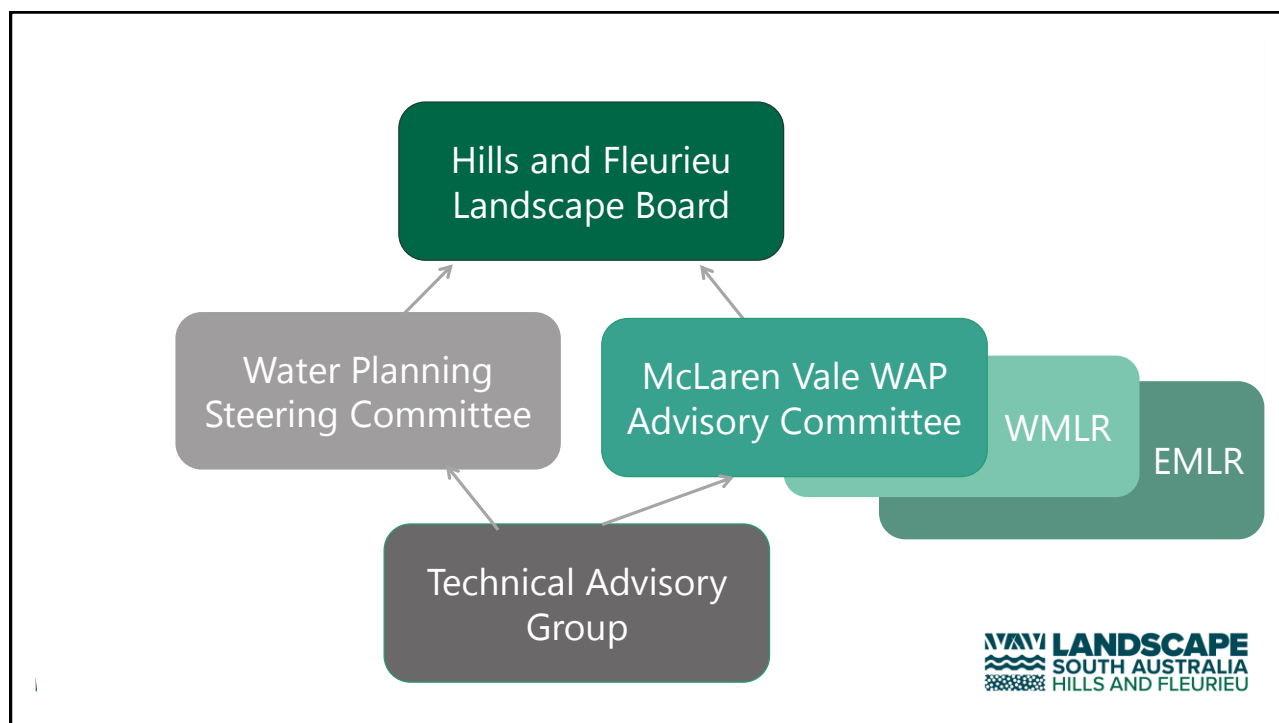 Hills and Fleurieu
Landscape Board
Water Planning
Steering Committee
McLaren Vale WAP
Advisory Committee
WMLR
EMLR
Technical Advisory
Group
LANDSCAPE
SOUTH AUSTRALIA
HILLS AND FLEURIEU